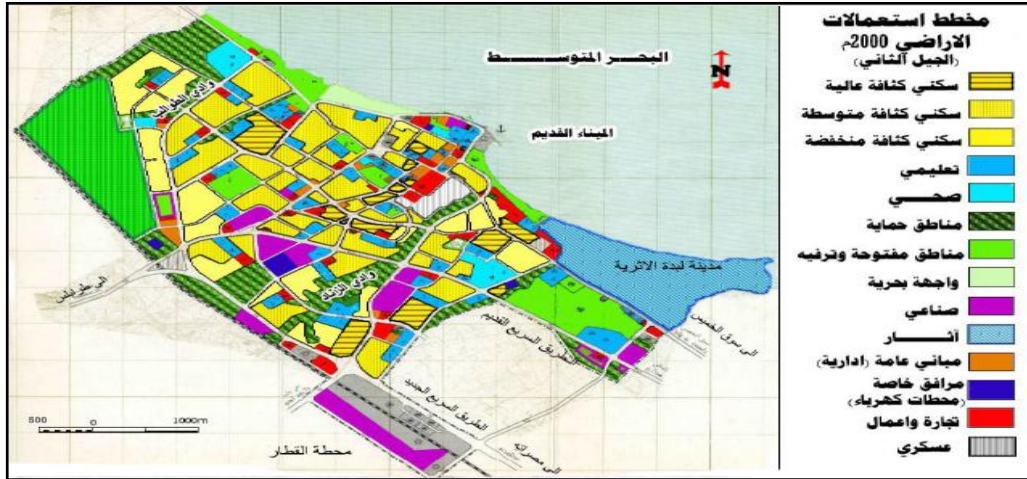 البحر المتوسط
N
الميناء القديم
وادي الزناد
مدينة لبدة الاثرية
الى طرابلس
الى سوق الخميس
الطريق السريع القديم
الطريق السريع الجديد
الى مصراته
محطة القطار
500 0 1000m
مخطط استعمالات
الاراضي 2000م
(الجيل الثاني)
سكني كثافة عالية
سكني كثافة متوسطة
سكني كثافة منخفضة
تعليمي
صحي
مناطق حماية
مناطق مفتوحة وترفيه
واجهة بحرية
صناعي
آثار
مباني عامة (ادارية)
مرافق خاصة
(محطات كهرباء)
تجارة واعمال
عسكري